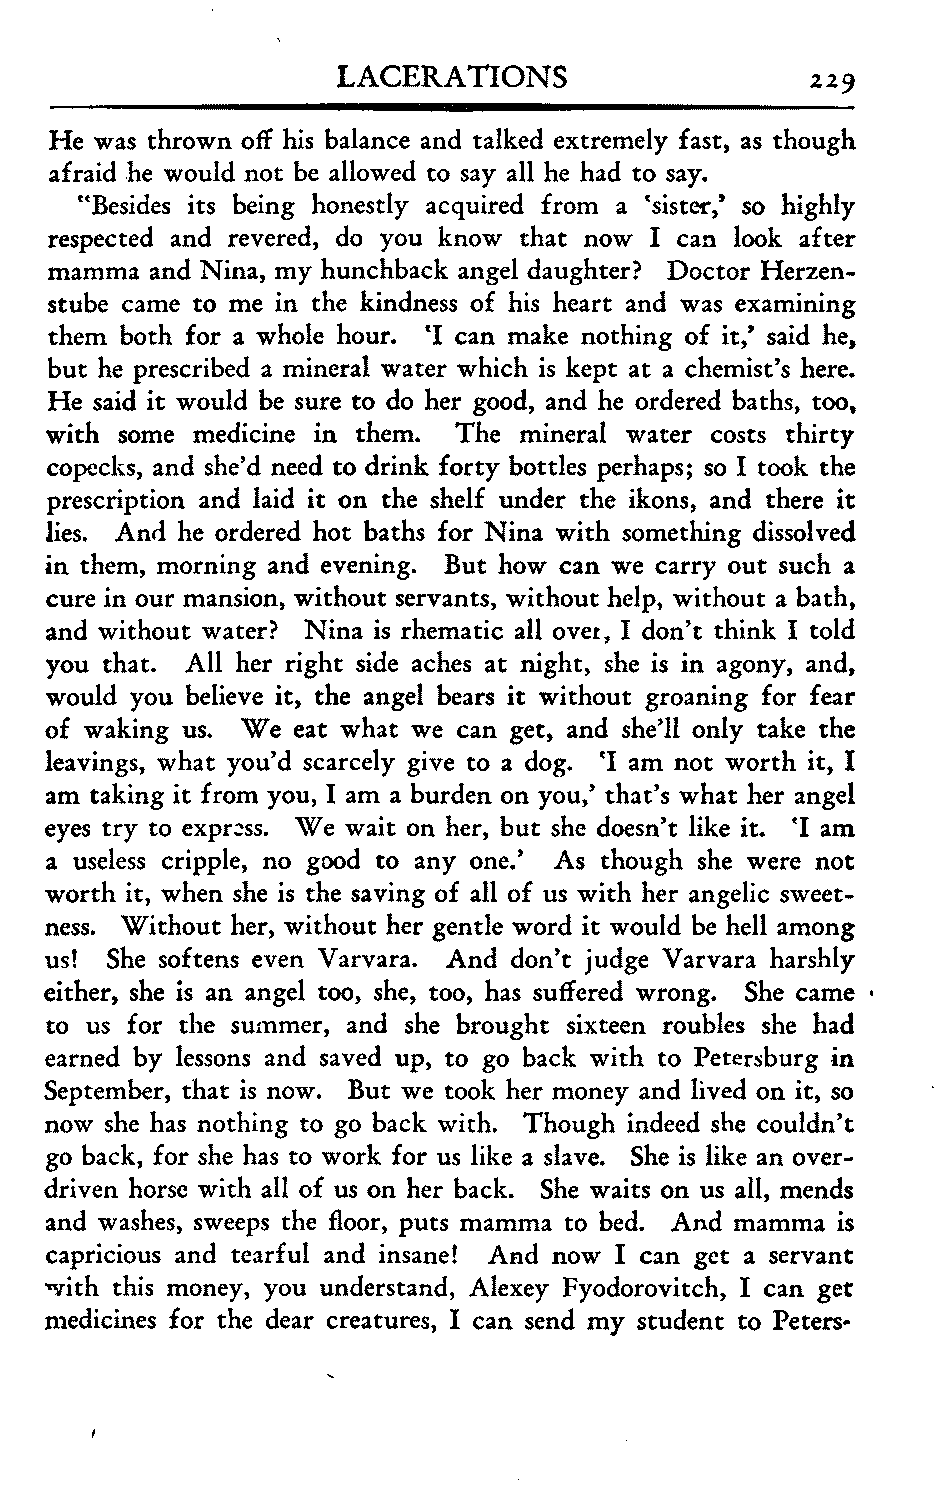 LACERATIONS 229
He was thrown off his balance and talked extremely fast, as though
afraid he would not be allowed to say all he had to say.
"Besides its being honestly acquired from a 'sister,' so highly
respected and revered, do you know that now I can look after
mamma and Nina, my hunchback angel daughter? Doctor Herzen-
stube came to me in the kindness of his heart and was examining
them both for a whole hour. 'I can make nothing of it,' said he,
but he prescribed a mineral water which is kept at a chemist's here.
He said it would be sure to do her good, and he ordered baths, too,
with some medicine in them. The mineral water costs thirty
copecks, and she'd need to drink forty bottles perhaps; so I took the
prescription and laid it on the shelf under the ikons, and there it
lies. And he ordered hot baths for Nina with something dissolved
in them, morning and evening. But how can we carry out such a
cure in our mansion, without servants, without help, without a bath,
and without water? Nina is rhematic all over, I don't think I told
you that. All her right side aches at night, she is in agony, and,
would you believe it, the angel bears it without groaning for fear
of waking us. We eat what we can get, and she'll only take the
leavings, what you'd scarcely give to a dog. 'I am not worth it, I
am taking it from you, I am a burden on you,' that's what her angel
eyes try to express. We wait on her, but she doesn't like it. 'I am
a useless cripple, no good to any one.' As though she were not
worth it, when she is the saving of all of us with her angelic sweet-
ness. Without her, without her gentle word it would be hell among
us! She softens even Varvara. And don't judge Varvara harshly
either, she is an angel too, she, too, has suffered wrong. She came
to us for the summer, and she brought sixteen roubles she had
earned by lessons and saved up, to go back with to Petersburg in
September, that is now. But we took her money and lived on it, so
now she has nothing to go back with. Though indeed she couldn't
go back, for she has to work for us like a slave. She is like an over-
driven horse with all of us on her back. She waits on us all, mends
and washes, sweeps the floor, puts mamma to bed. And mamma is
capricious and tearful and insane! And now I can get a servant
with this money, you understand, Alexey Fyodorovitch, I can get
medicines for the dear creatures, I can send my student to Peters-